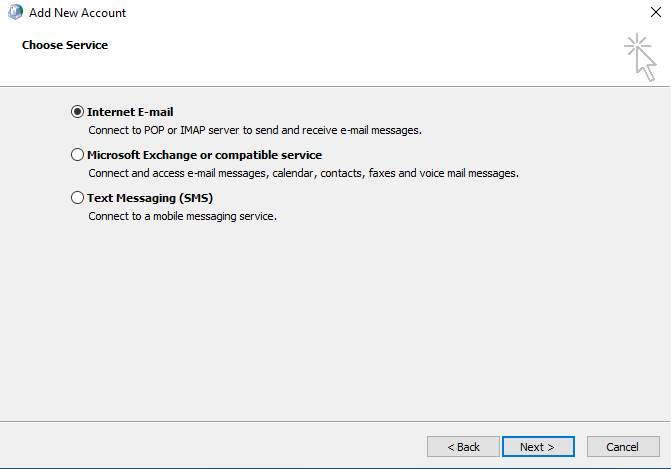 Add New Account
Choose Service
Internet E-mail
Connect to POP or IMAP server to send and receive e-mail messages.
Microsoft Exchange or compatible service
Connect and access e-mail messages, calendar, contacts, faxes and voice mail messages.
Text Messaging (SMS)
Connect to a mobile messaging service.
< Back Next > Cancel